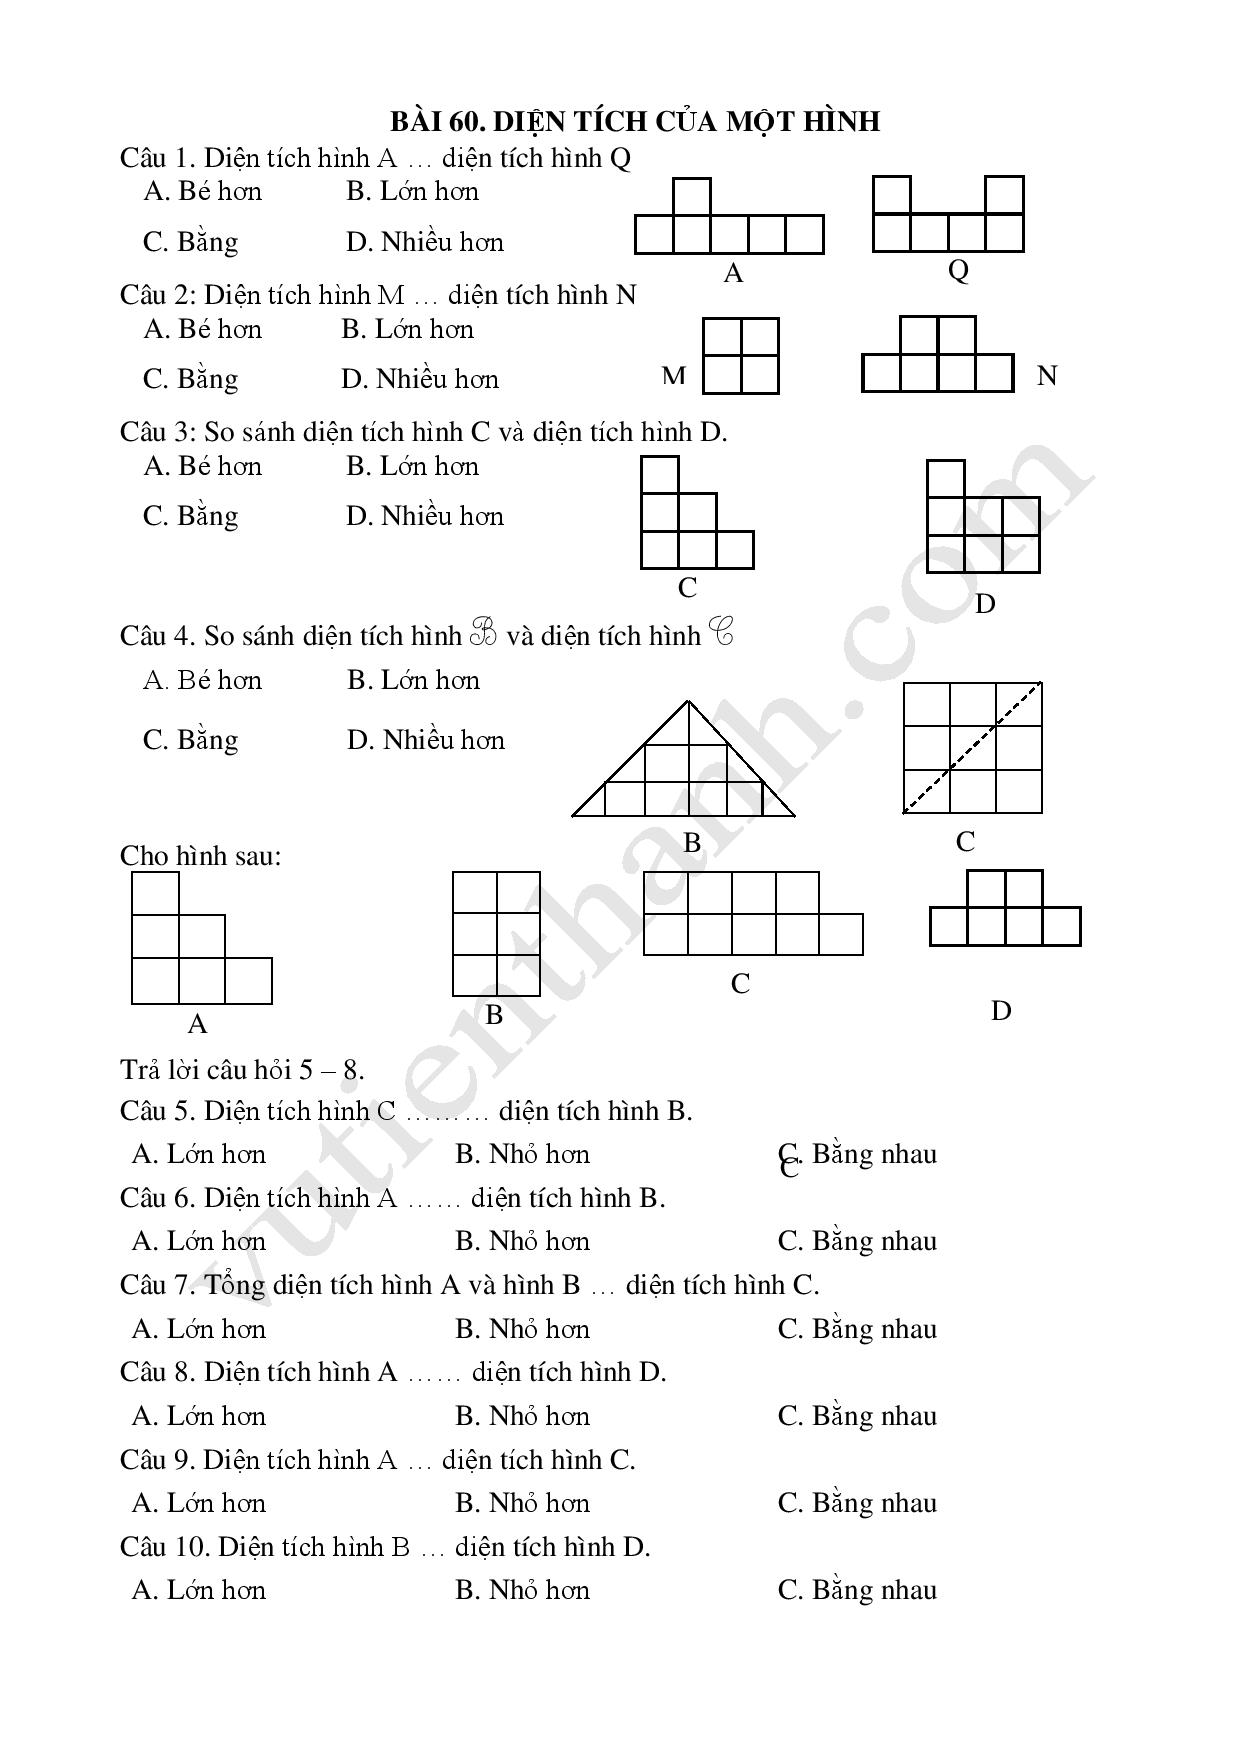 BÀI 60. DIỆN TÍCH CỦA MỘT HÌNH
Câu 1. Diện tích hình A … diện tích hình Q
A. Bé hơn B. Lớn hơn
C. Bằng D. Nhiều hơn
A Q
Câu 2: Diện tích hình M … diện tích hình N
A. Bé hơn B. Lớn hơn
C. Bằng D. Nhiều hơn M N
Câu 3: So sánh diện tích hình C và diện tích hình D.
A. Bé hơn B. Lớn hơn
C. Bằng D. Nhiều hơn
C D
Câu 4. So sánh diện tích hình B và diện tích hình C
A. Bé hơn B. Lớn hơn
C. Bằng D. Nhiều hơn
B C
Cho hình sau:
A B C D
Trả lời câu hỏi 5 – 8.
Câu 5. Diện tích hình C ……… diện tích hình B.
A. Lớn hơn B. Nhỏ hơn C. Bằng nhau
C
Câu 6. Diện tích hình A …… diện tích hình B.
A. Lớn hơn B. Nhỏ hơn C. Bằng nhau
Câu 7. Tổng diện tích hình A và hình B … diện tích hình C.
A. Lớn hơn B. Nhỏ hơn C. Bằng nhau
Câu 8. Diện tích hình A …… diện tích hình D.
A. Lớn hơn B. Nhỏ hơn C. Bằng nhau
Câu 9. Diện tích hình A … diện tích hình C.
A. Lớn hơn B. Nhỏ hơn C. Bằng nhau
Câu 10. Diện tích hình B … diện tích hình D.
A. Lớn hơn B. Nhỏ hơn C. Bằng nhau
vutienthanh.com